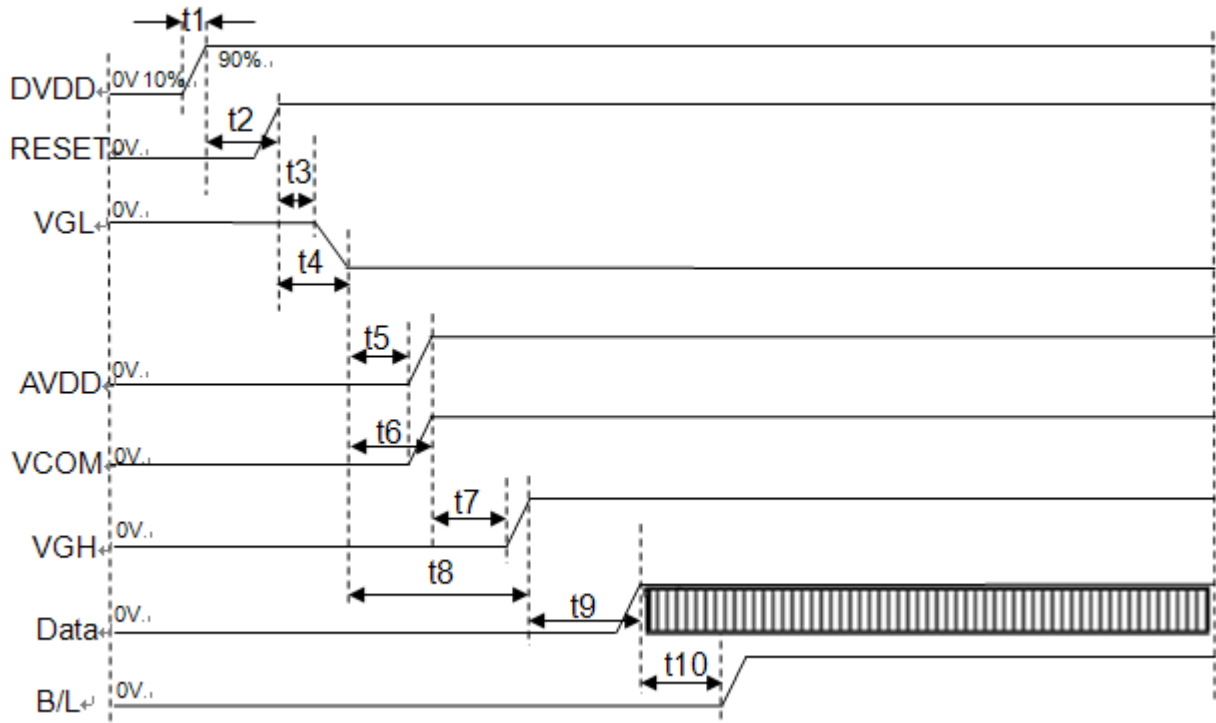 t1
DVDD 0V 10%.. 90%..
t2
RESET 0V..
t3
VGL 0V..
t4
t5
AVDD 0V..
t6
VCOM 0V..
t7
VGH 0V..
t8
t9
Data 0V..
t10
B/L 0V..